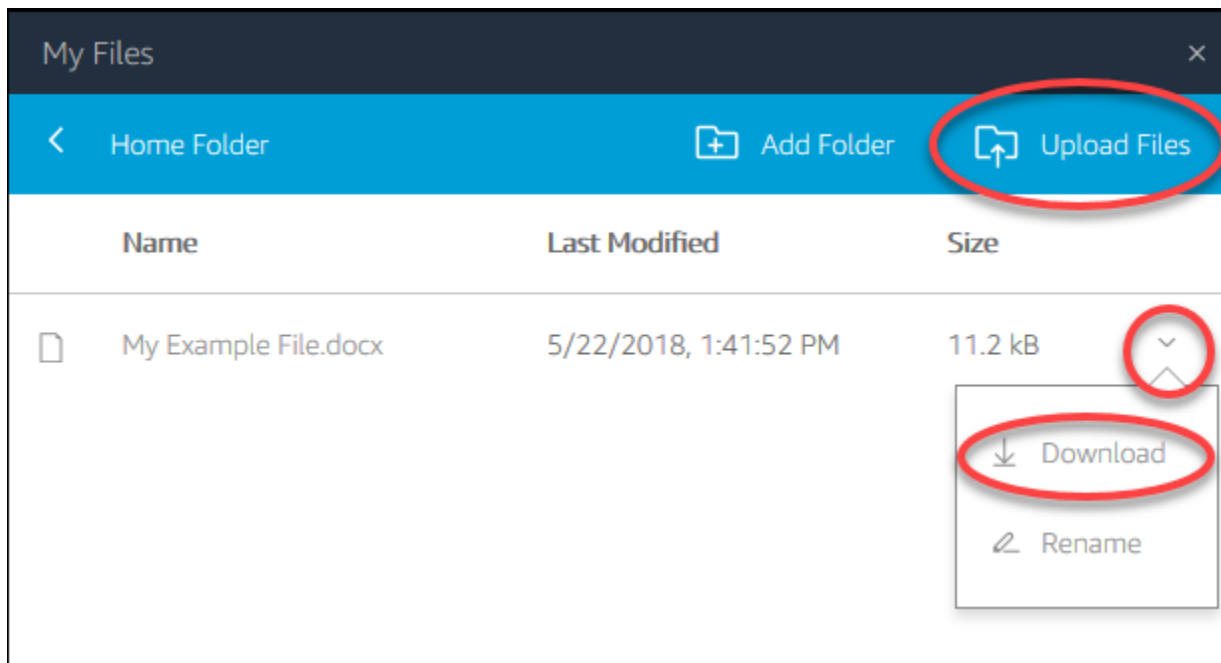 My Files
Home Folder Add Folder Upload Files
Name Last Modified Size
My Example File.docx 5/22/2018, 1:41:52 PM 11.2 kB
Download
Rename